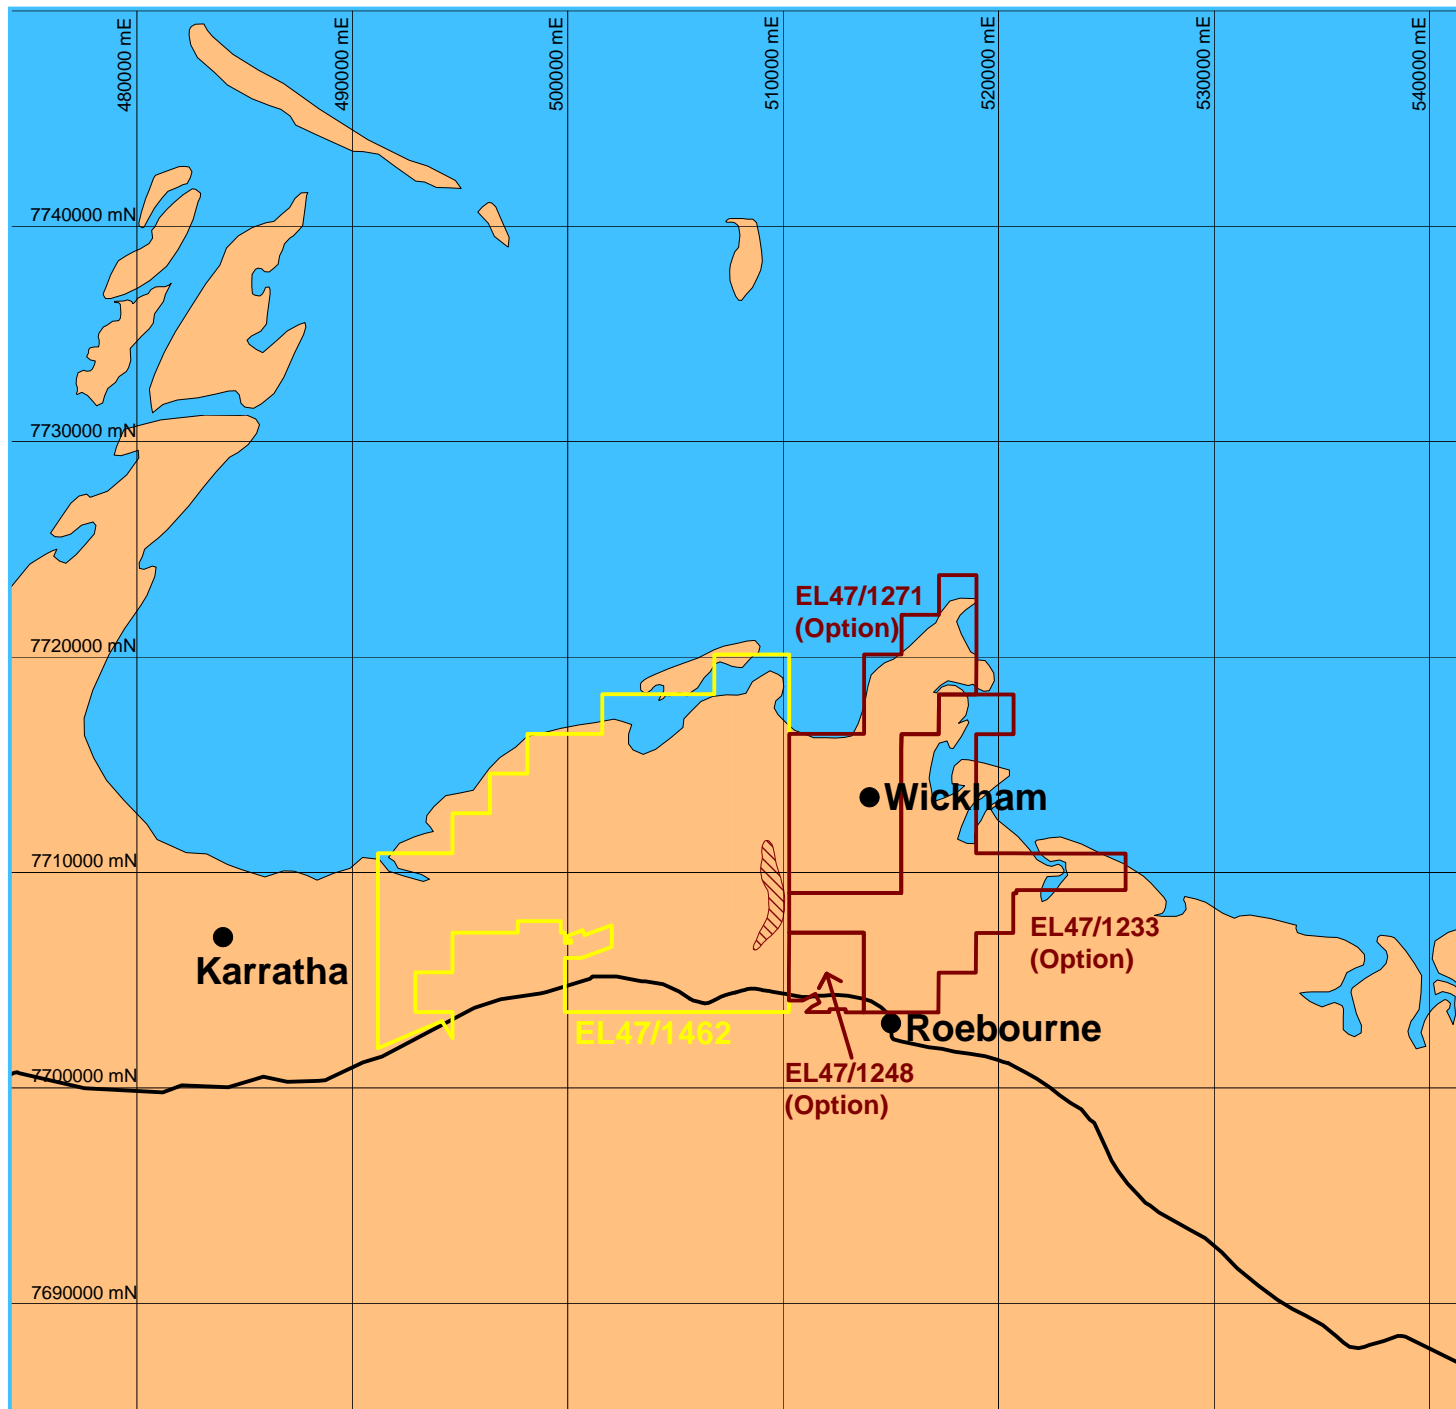 480000 mE
490000 mE
500000 mE
510000 mE
520000 mE
530000 mE
540000 mE
7740000 mN
7730000 mN
EL47/1271
(Option)
7720000 mN
Wickham
7710000 mN
EL47/1233
(Option)
Karratha
Roebourne
EL47/1462
7700000 mN
EL47/1248
(Option)
7690000 mN